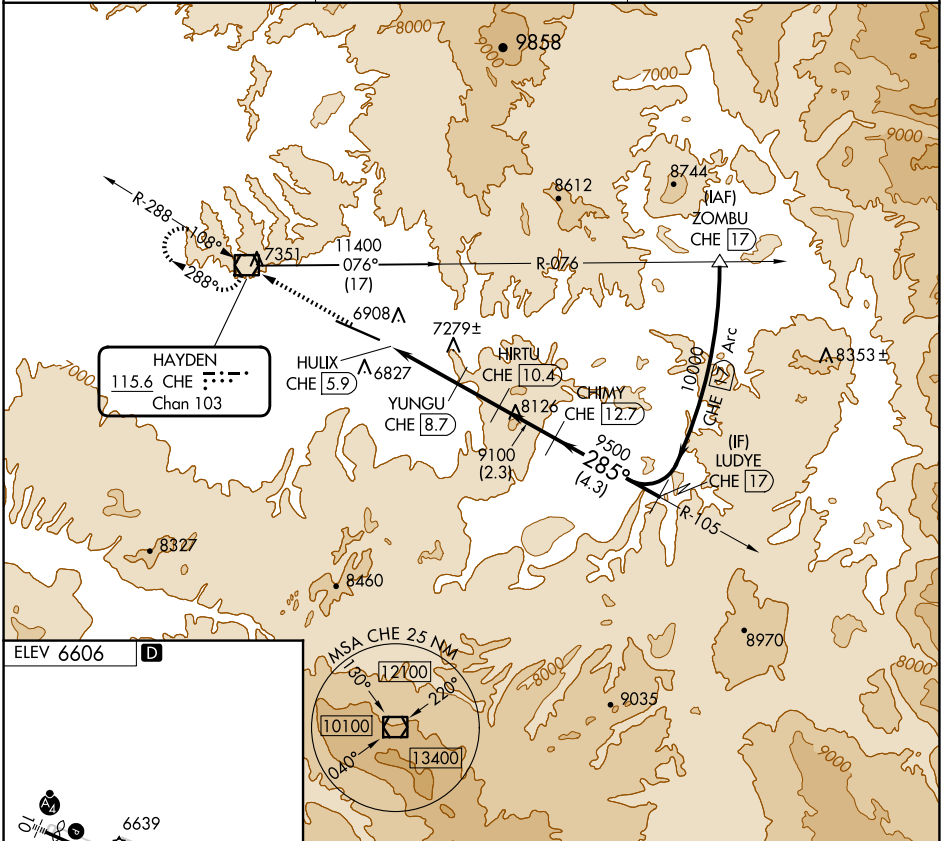 8000
9858
7000
9000
8744
8612
(IAF)
ZOMBU
CHE 17
R-288
108°
288°
7351
11400
076°
(17)
R-076
6908
7279±
HAYDEN
115.6 CHE
Chan 103
HULIX
CHE 5.9
6827
HIRTU
CHE 10.4
YUNGU
CHE 8.7
8126
CHIMY
CHE 12.7
10000
CHE 17 Arc
8353±
7000
9100
(2.3)
9500
285°
(4.3)
(IF)
LUDYE
CHE 17
R-105
8327
8460
8970
8000
8000
9035
9000
MSA CHE 25 NM
130°
12100
220°
10100
040°
13400
ELEV 6606 D
A4
10
P
6639